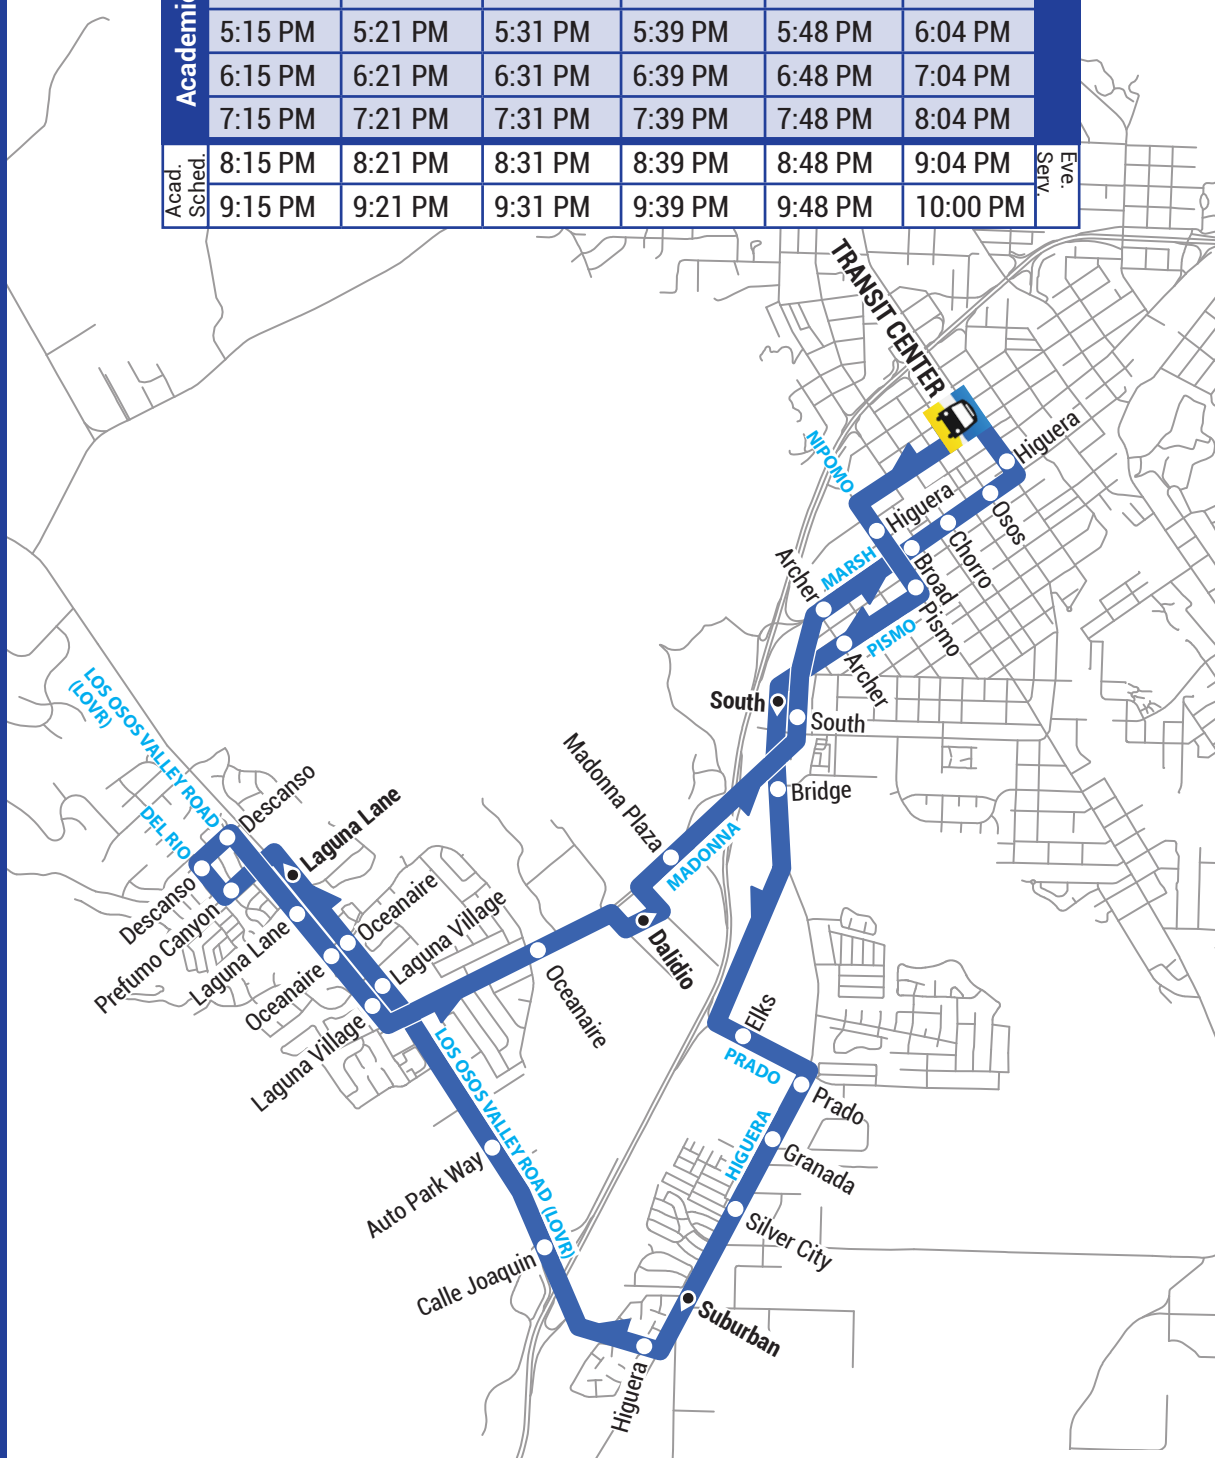 Academic
5:15 PM 5:21 PM 5:31 PM 5:39 PM 5:48 PM 6:04 PM
6:15 PM 6:21 PM 6:31 PM 6:39 PM 6:48 PM 7:04 PM
7:15 PM 7:21 PM 7:31 PM 7:39 PM 7:48 PM 8:04 PM
Acad.
Sched.
8:15 PM 8:21 PM 8:31 PM 8:39 PM 8:48 PM 9:04 PM
9:15 PM 9:21 PM 9:31 PM 9:39 PM 9:48 PM 10:00 PM
Eve.
Serv.
TRANSIT CENTER
Higuera
NIPOMO
Higuera
Osos
Chorro
Broad
MARSH
Archer
Pismo
PISMO
Archer
South
South
Bridge
Madonna Plaza
MADONNA
LOS OSOS VALLEY ROAD
(LOVR)
DEL RIO
Descanso
Laguna Lane
Descanso
Prefumo Canyon
Laguna Lane
Oceanaire
Laguna Village
Oceanaire
Laguna Village
Oceanaire
Dalidio
Elks
PRADO
Prado
HIGUERA
Granada
Silver City
LOS OSOS VALLEY ROAD (LOVR)
Auto Park Way
Calle Joaquin
Suburban
Higuera